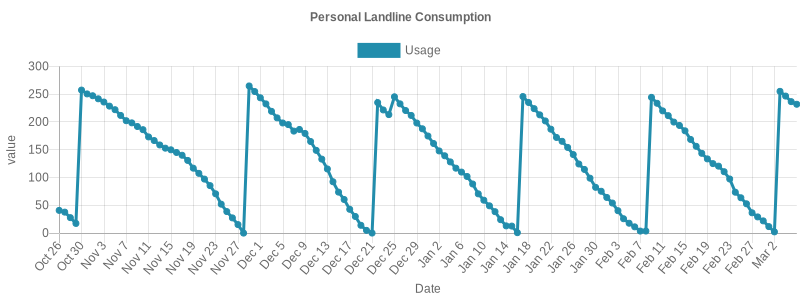 Personal Landline Consumption
Usage
300
250
200
150
100
50
0
value
Oct 26 Oct 30 Nov 3 Nov 7 Nov 11 Nov 15 Nov 19 Nov 23 Nov 27 Dec 1 Dec 5 Dec 9 Dec 13 Dec 17 Dec 21 Dec 25 Dec 29 Jan 2 Jan 6 Jan 10 Jan 14 Jan 18 Jan 22 Jan 26 Jan 30 Feb 3 Feb 7 Feb 11 Feb 15 Feb 19 Feb 23 Feb 27 Mar 2
Date